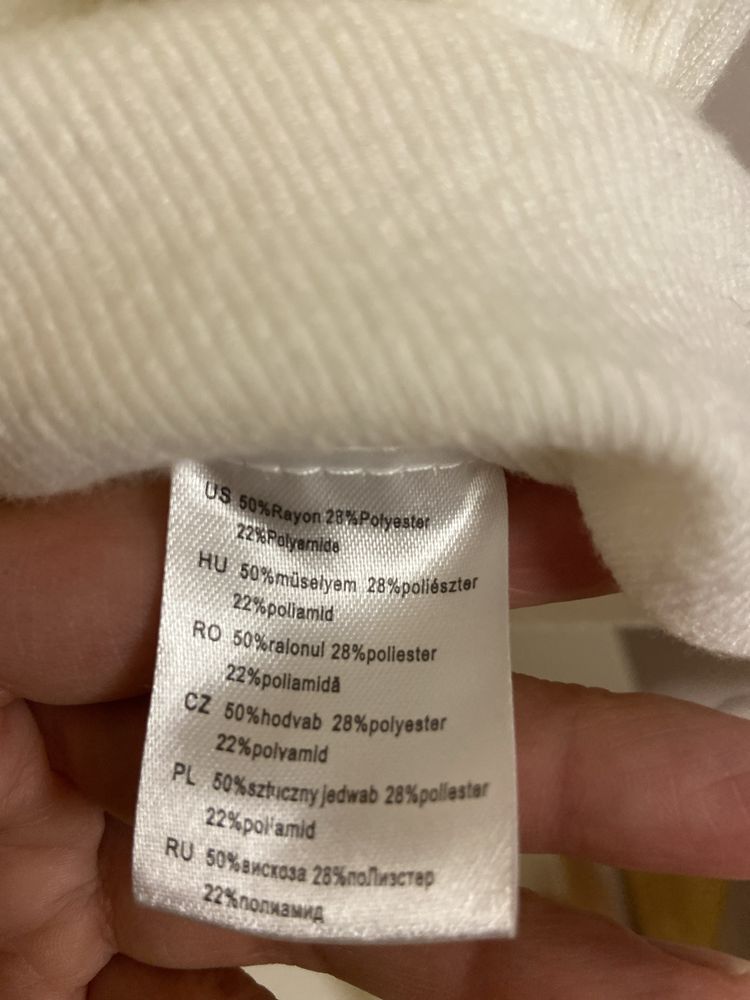 US 50%Rayon 28%Polyester
22%Polyamide
HU 50%műselyem 28%poliészter
22%poliamid
RO 50%raionul 28%poliester
22%poliamidă
CZ 50%hodvab 28%polyester
22%polyamid
PL 50%sztuczny jedwab 28%poliester
22%poliamid
RU 50%вискоза 28%поЛиэстер
22%полиамид